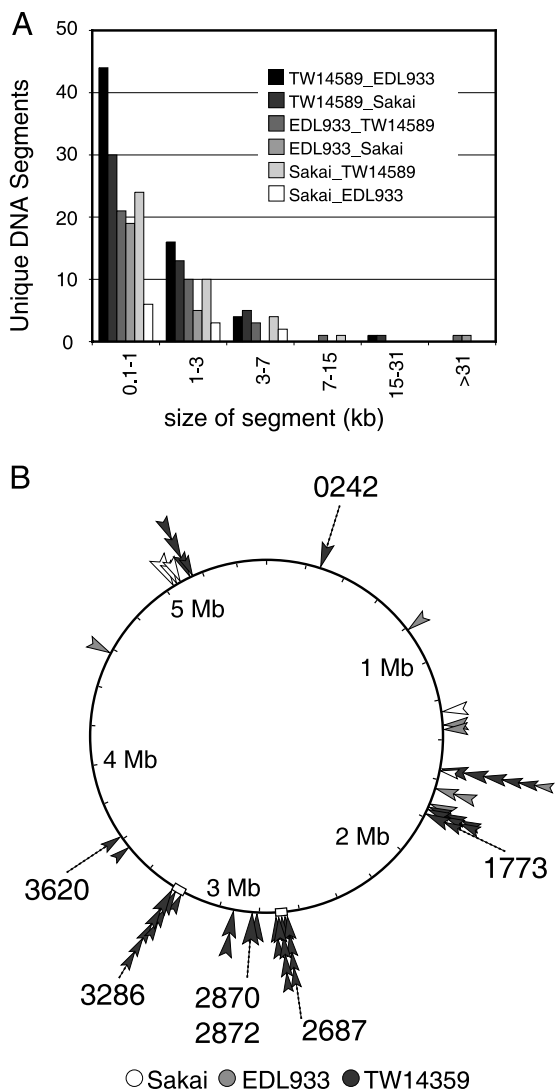 A
50
40
30
20
10
0
Unique DNA Segments
TW14589_EDL933
TW14589_Sakai
EDL933_TW14589
EDL933_Sakai
Sakai_TW14589
Sakai_EDL933
0.1-1
1-3
3-7
7-15
15-31
>31
size of segment (kb)
B
0242
5 Mb
1 Mb
4 Mb
2 Mb
1773
3620
3 Mb
3286
2870
2872
2687
Sakai EDL933 TW14359